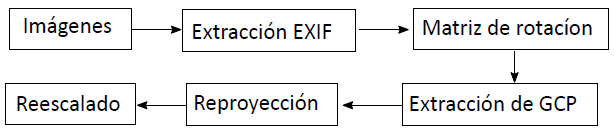 Imágenes
Extracción EXIF
Matriz de rotacíon
Extracción de GCP
Reproyección
Reescalado